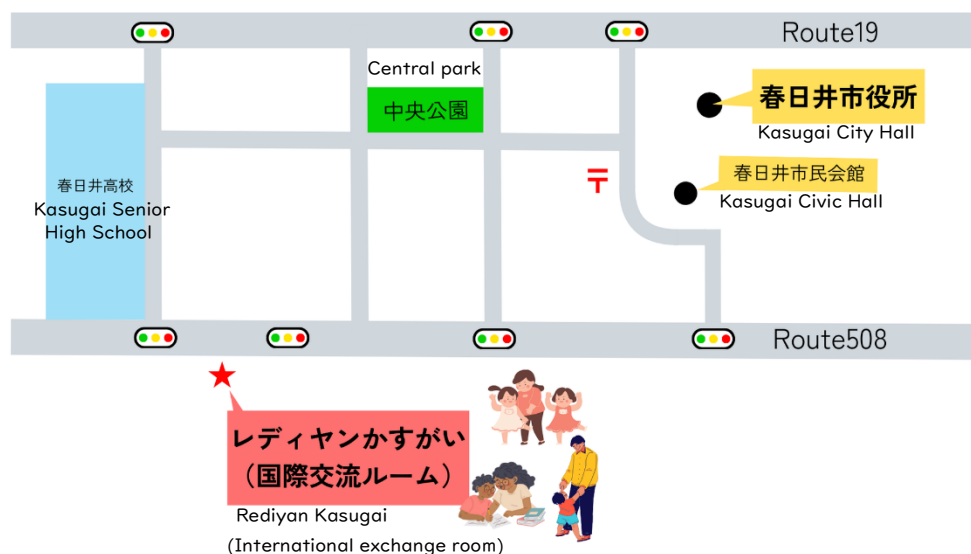 Route19
Central park
中央公園
春日井市役所
Kasugai City Hall
春日井高校
Kasugai Senior
High School
〒
春日井市民会館
Kasugai Civic Hall
Route508
レディヤンかすがい
（国際交流ルーム）
Rediyan Kasugai
(International exchange room)